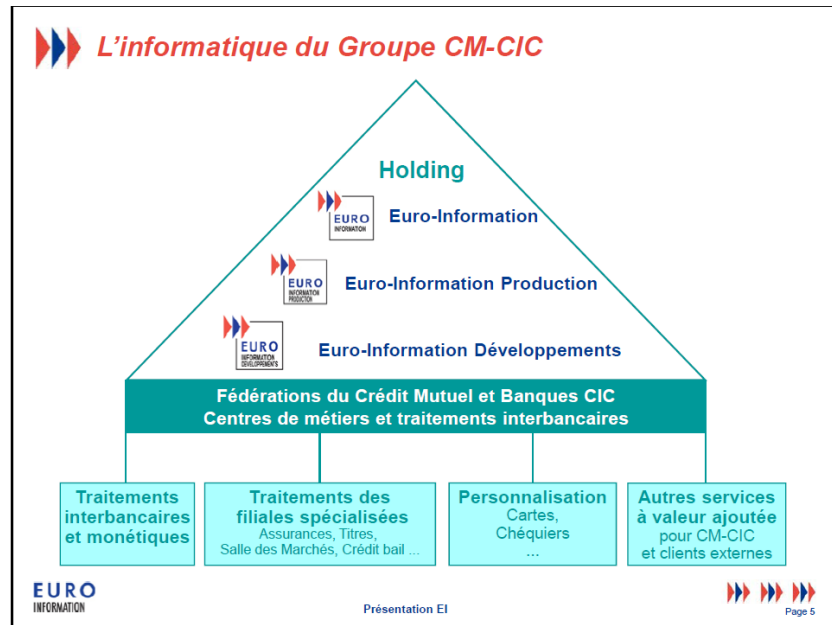 L'informatique du Groupe CM-CIC
Holding
EURO
INFORMATION
Euro-Information
EURO
INFORMATION
PRODUCTION
Euro-Information Production
EURO
INFORMATION
DÉVELOPPEMENTS
Euro-Information Développements
Fédérations du Crédit Mutuel et Banques CIC
Centres de métiers et traitements interbancaires
Traitements
interbancaires
et monétiques
Traitements des
filiales spécialisées
Assurances, Titres,
Salle des Marchés, Crédit bail ...
Personnalisation
Cartes,
Chéquiers
...
Autres services
à valeur ajoutée
pour CM-CIC
et clients externes
EURO
INFORMATION
Présentation EI
Page 5